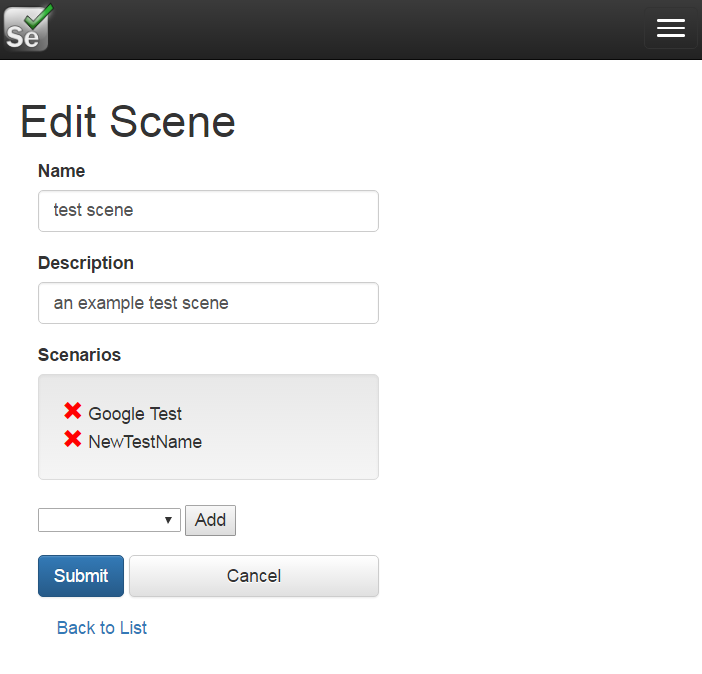 Se
Edit Scene
Name
test scene
Description
an example test scene
Scenarios
Google Test
NewTestName
Add
Submit Cancel
Back to List